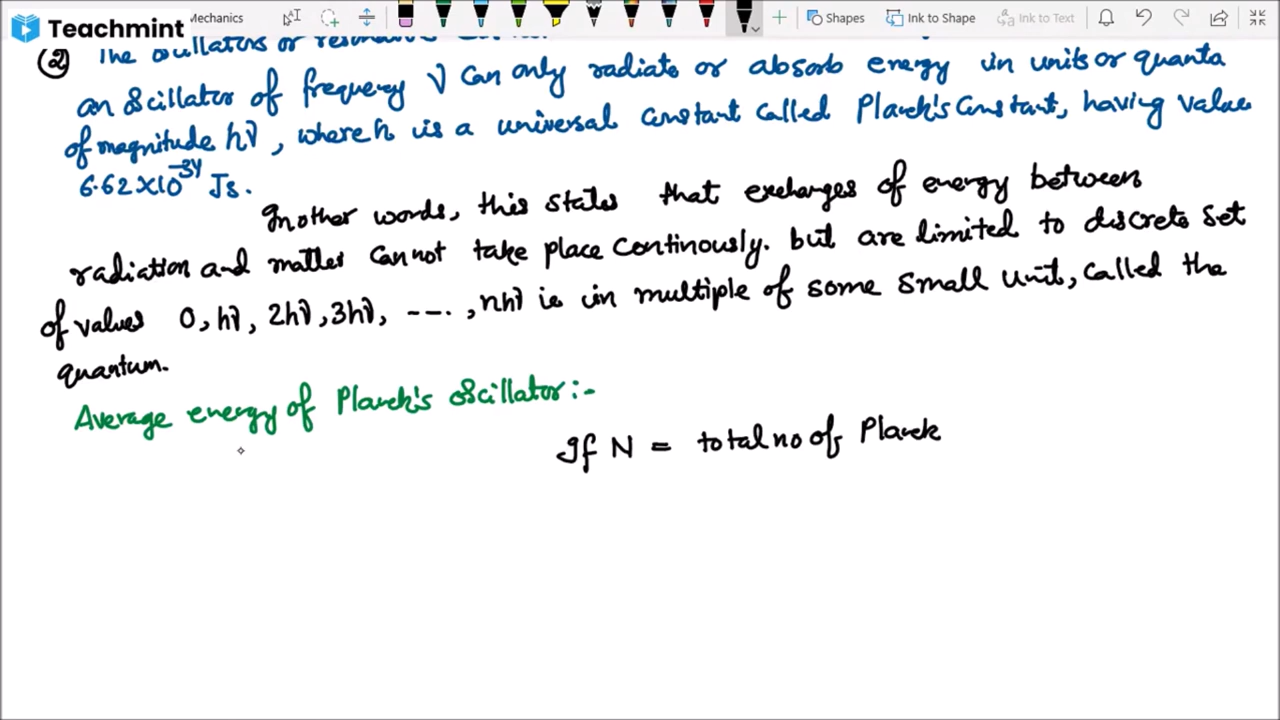 Teachmint
Mechanics
Shapes
Ink to Shape
Ink to Text
② The oscillators or
an oscillator of frequency ν can only radiate or absorb energy in units or quanta
of magnitude hν, where h is a universal constant called Planck's Constant, having value
6.62×10⁻³⁴ Js.
In other words, this states that exchanges of energy between
radiation and matter cannot take place continously. but are limited to discrete set
of values 0, hν, 2hν, 3hν, ----, nhν ie in multiple of some small unit, called the
quantum.
Average energy of Planck's oscillator:-
If N = total no of Planck